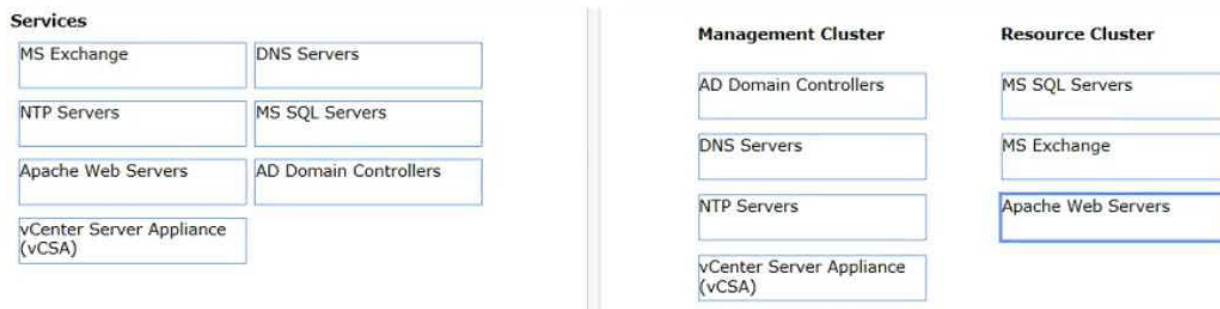 Services
MS Exchange
DNS Servers
NTP Servers
MS SQL Servers
Apache Web Servers
AD Domain Controllers
vCenter Server Appliance
(vCSA)
Management Cluster
AD Domain Controllers
DNS Servers
NTP Servers
vCenter Server Appliance
(vCSA)
Resource Cluster
MS SQL Servers
MS Exchange
Apache Web Servers